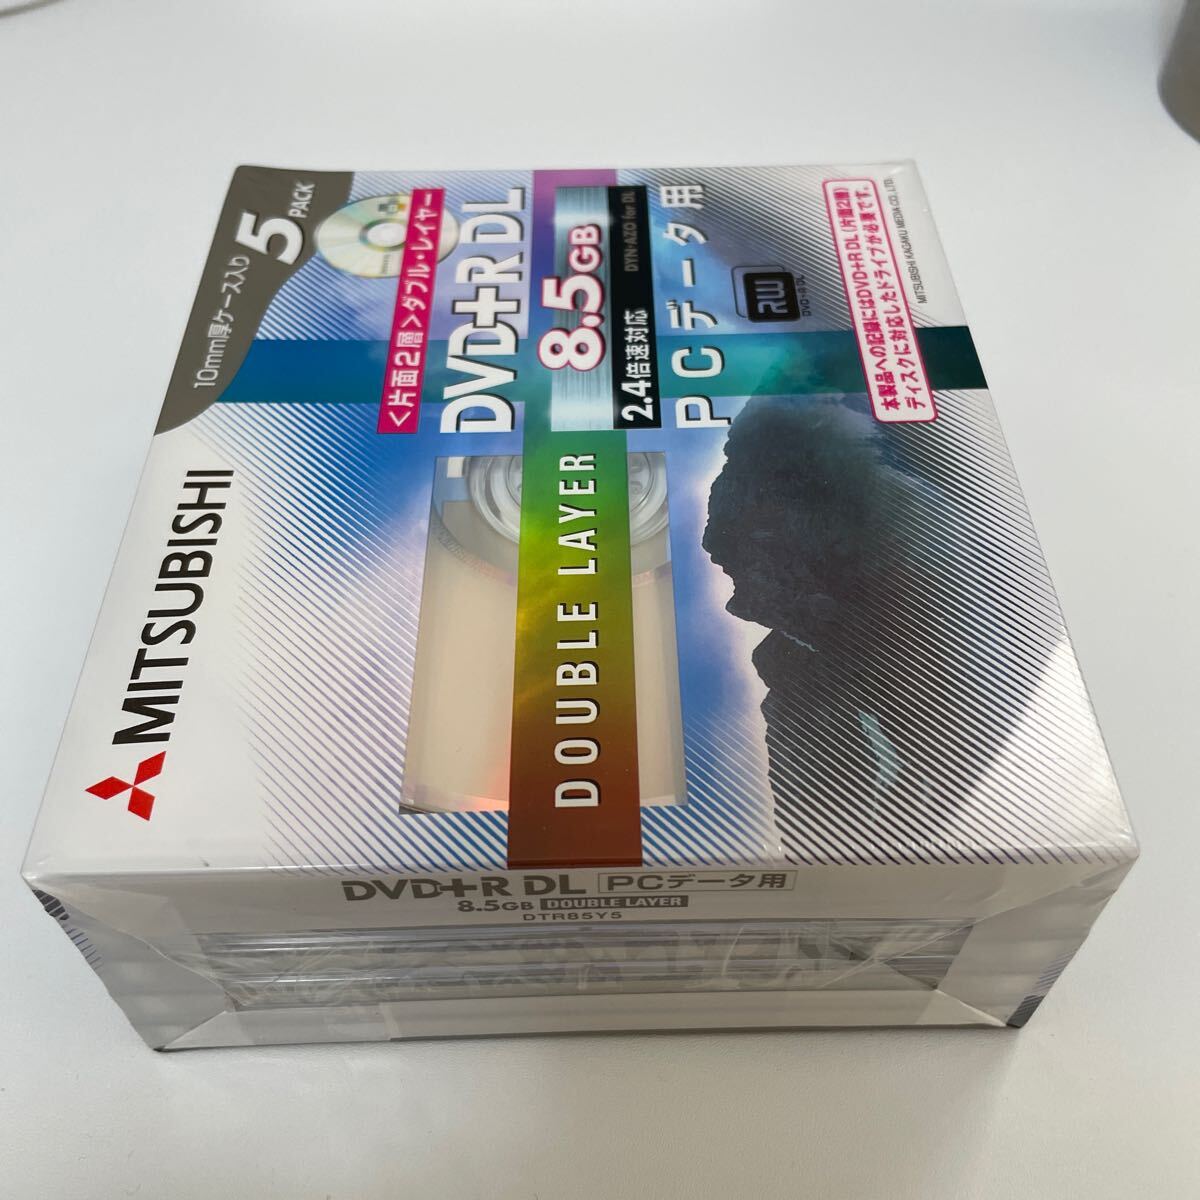 MITSUBISHI
10mm厚ケース入り
5
PACK
<片面2層>ダブル・レイヤー
DVD+R DL
8.5GB
DYN-AZO for DL
2.4倍速対応
PCデータ用
RW
DVD+R DL
本製品への記録にはDVD+R DL(片面2層)
ディスクに対応したドライブが必要です。
MITSUBISHI KAGAKU MEDIA CO., LTD.
DOUBLE LAYER
DVD+R DL PCデータ用
8.5GB DOUBLE LAYER
DTR85Y5